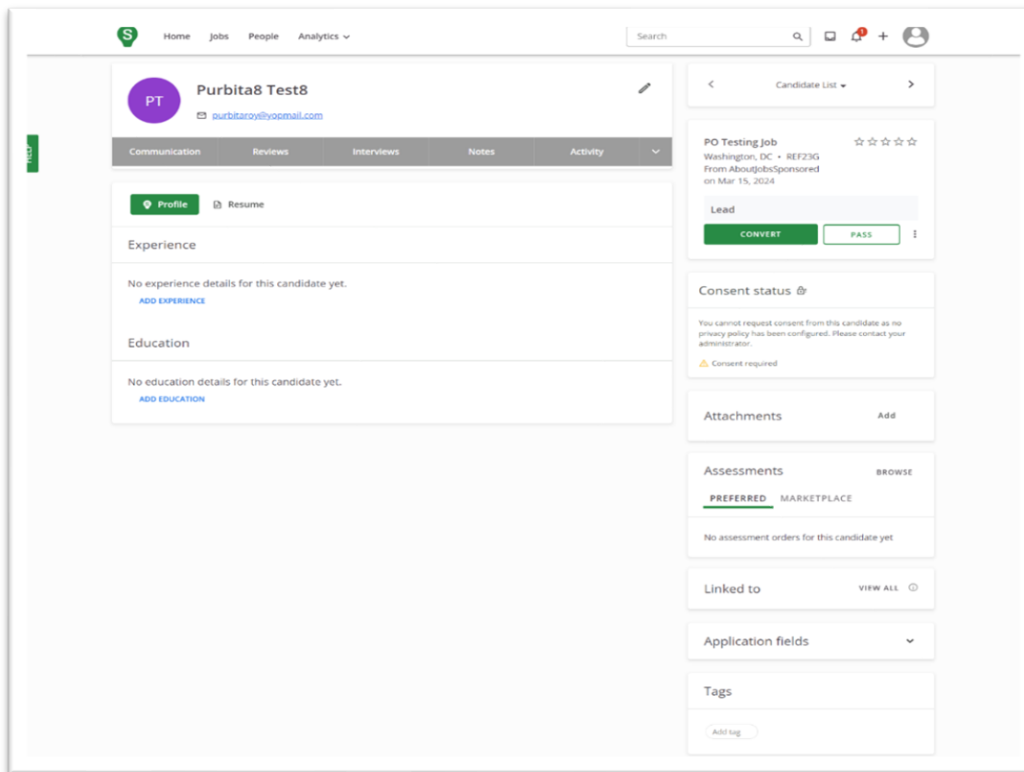 S
Home Jobs People Analytics
Search
1
HELP
PT
Purbita8 Test8
purbitaroy@yopmail.com
Communication Reviews Interviews Notes Activity
Profile Resume
Experience
No experience details for this candidate yet.
ADD EXPERIENCE
Education
No education details for this candidate yet.
ADD EDUCATION
Candidate List
PO Testing Job
Washington, DC • REF23G
From AboutJobsSponsored
on Mar 15, 2024
Lead
CONVERT PASS
Consent status
You cannot request consent from this candidate as no
privacy policy has been configured. Please contact your
administrator.
Consent required
Attachments Add
Assessments BROWSE
PREFERRED MARKETPLACE
No assessment orders for this candidate yet
Linked to VIEW ALL
Application fields
Tags
Add tag